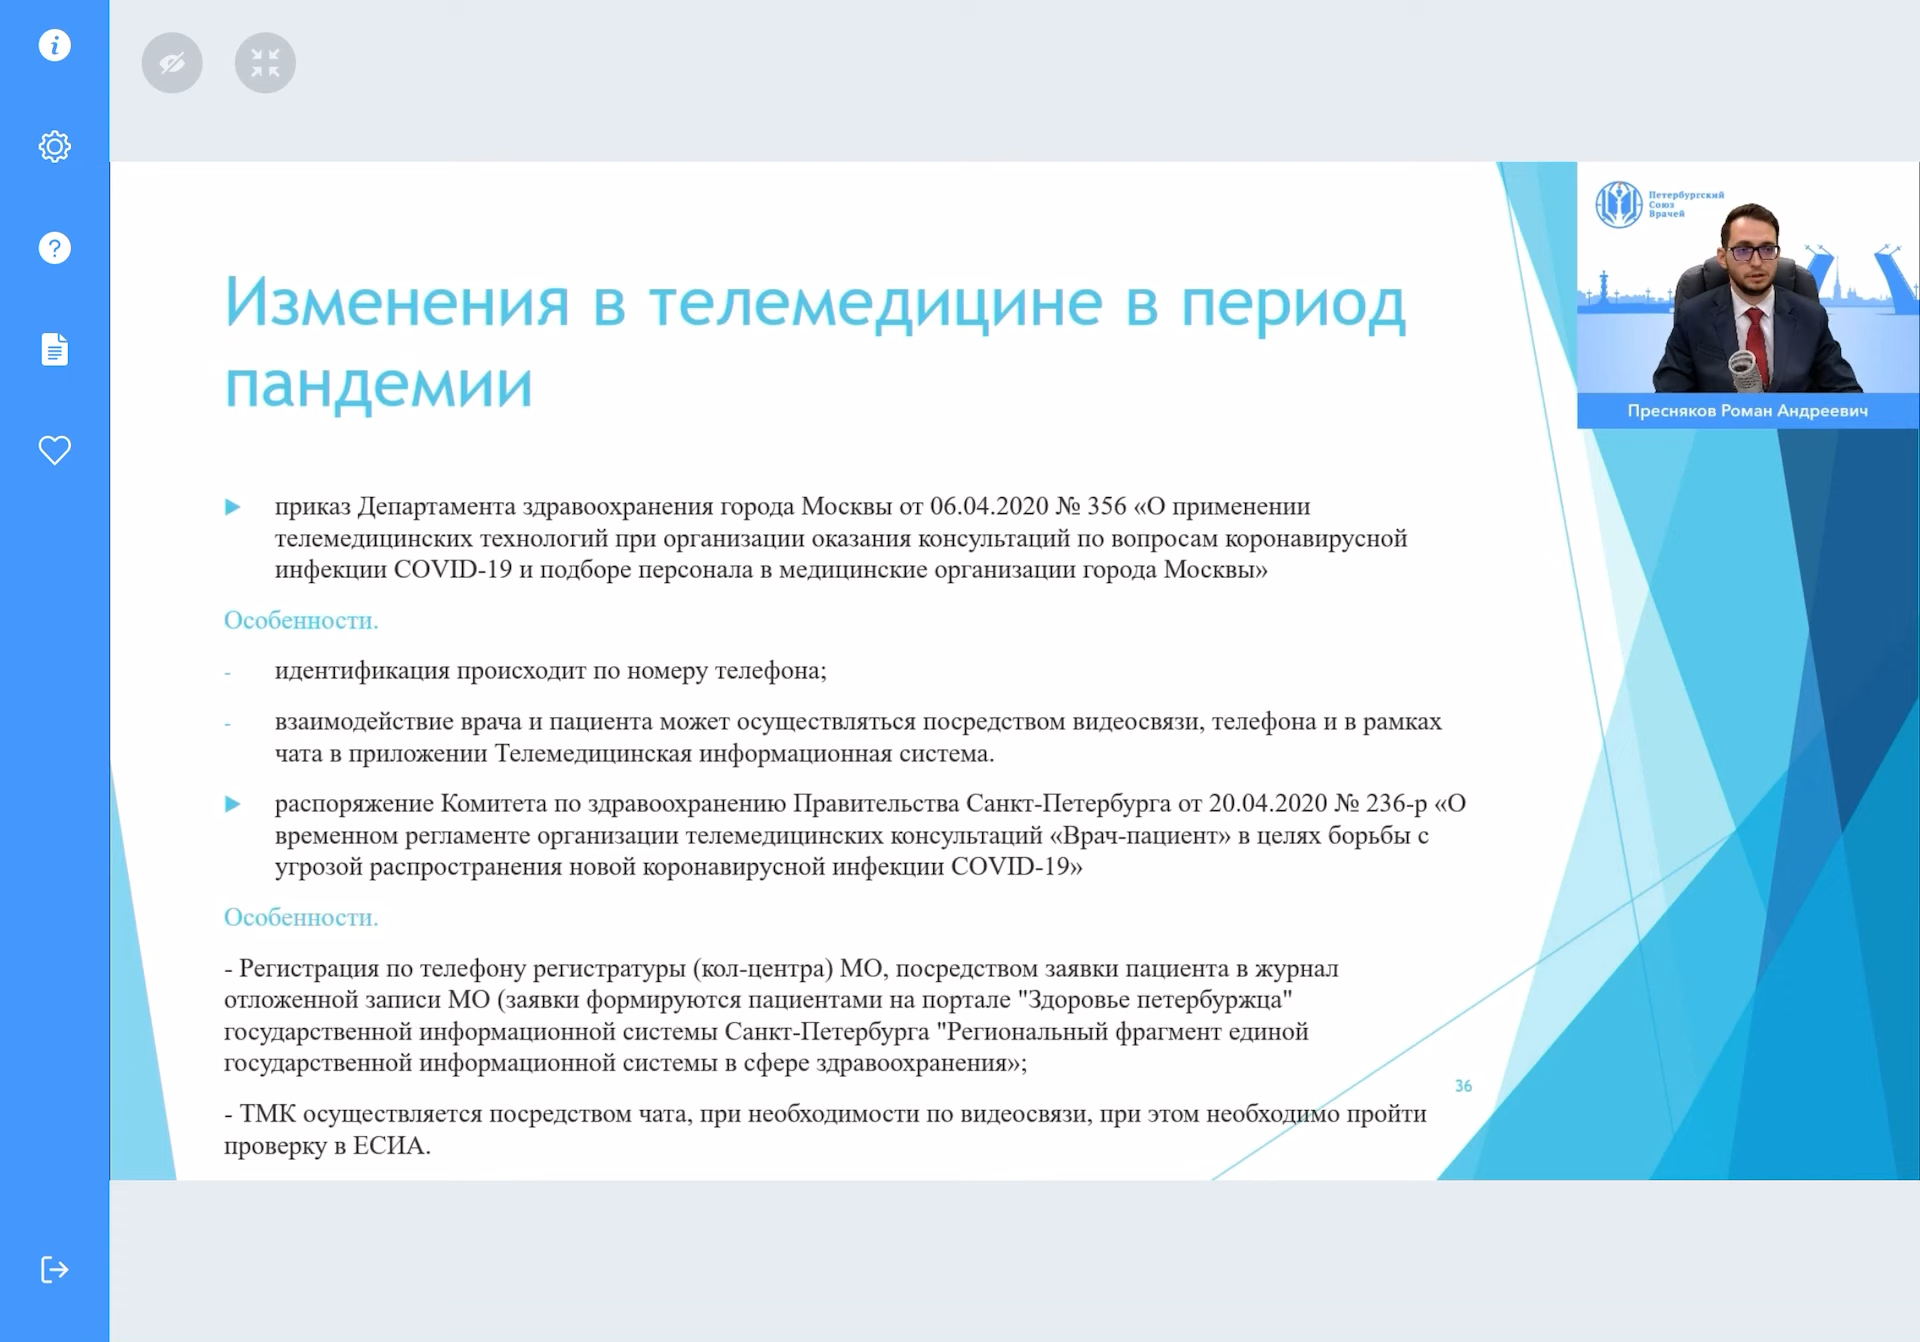 Петербургский
Союз
Врачей
Пресняков Роман Андреевич
Изменения в телемедицине в период
пандемии
приказ Департамента здравоохранения города Москвы от 06.04.2020 № 356 «О применении
телемедицинских технологий при организации оказания консультаций по вопросам коронавирусной
инфекции COVID-19 и подборе персонала в медицинские организации города Москвы»
Особенности.
- идентификация происходит по номеру телефона;
- взаимодействие врача и пациента может осуществляться посредством видеосвязи, телефона и в рамках
чата в приложении Телемедицинская информационная система.
распоряжение Комитета по здравоохранению Правительства Санкт-Петербурга от 20.04.2020 № 236-р «О
временном регламенте организации телемедицинских консультаций «Врач-пациент» в целях борьбы с
угрозой распространения новой коронавирусной инфекции COVID-19»
Особенности.
- Регистрация по телефону регистратуры (кол-центра) МО, посредством заявки пациента в журнал
отложенной записи МО (заявки формируются пациентами на портале "Здоровье петербуржца"
государственной информационной системы Санкт-Петербурга "Региональный фрагмент единой
государственной информационной системы в сфере здравоохранения»;
- ТМК осуществляется посредством чата, при необходимости по видеосвязи, при этом необходимо пройти
проверку в ЕСИА.
36